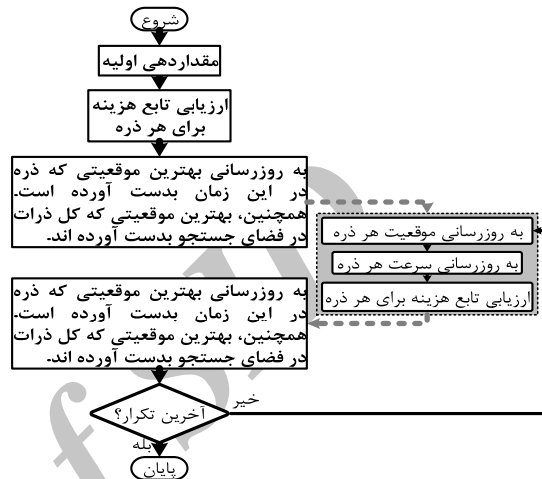 شروع
مقداردهی اولیه
ارزیابی تابع هزینه
برای هر ذره
به روزرسانی بهترین موقعیتی که ذره
در این زمان بدست آورده است.
همچنین، بهترین موقعیتی که کل ذرات
در فضای جستجو بدست آورده اند.
به روزرسانی موقعیت هر ذره
به روزرسانی سرعت هر ذره
ارزیابی تابع هزینه برای هر ذره
به روزرسانی بهترین موقعیتی که ذره
در این زمان بدست آورده است.
همچنین، بهترین موقعیتی که کل ذرات
در فضای جستجو بدست آورده اند.
آخرین تکرار؟
خیر
بله
پایان